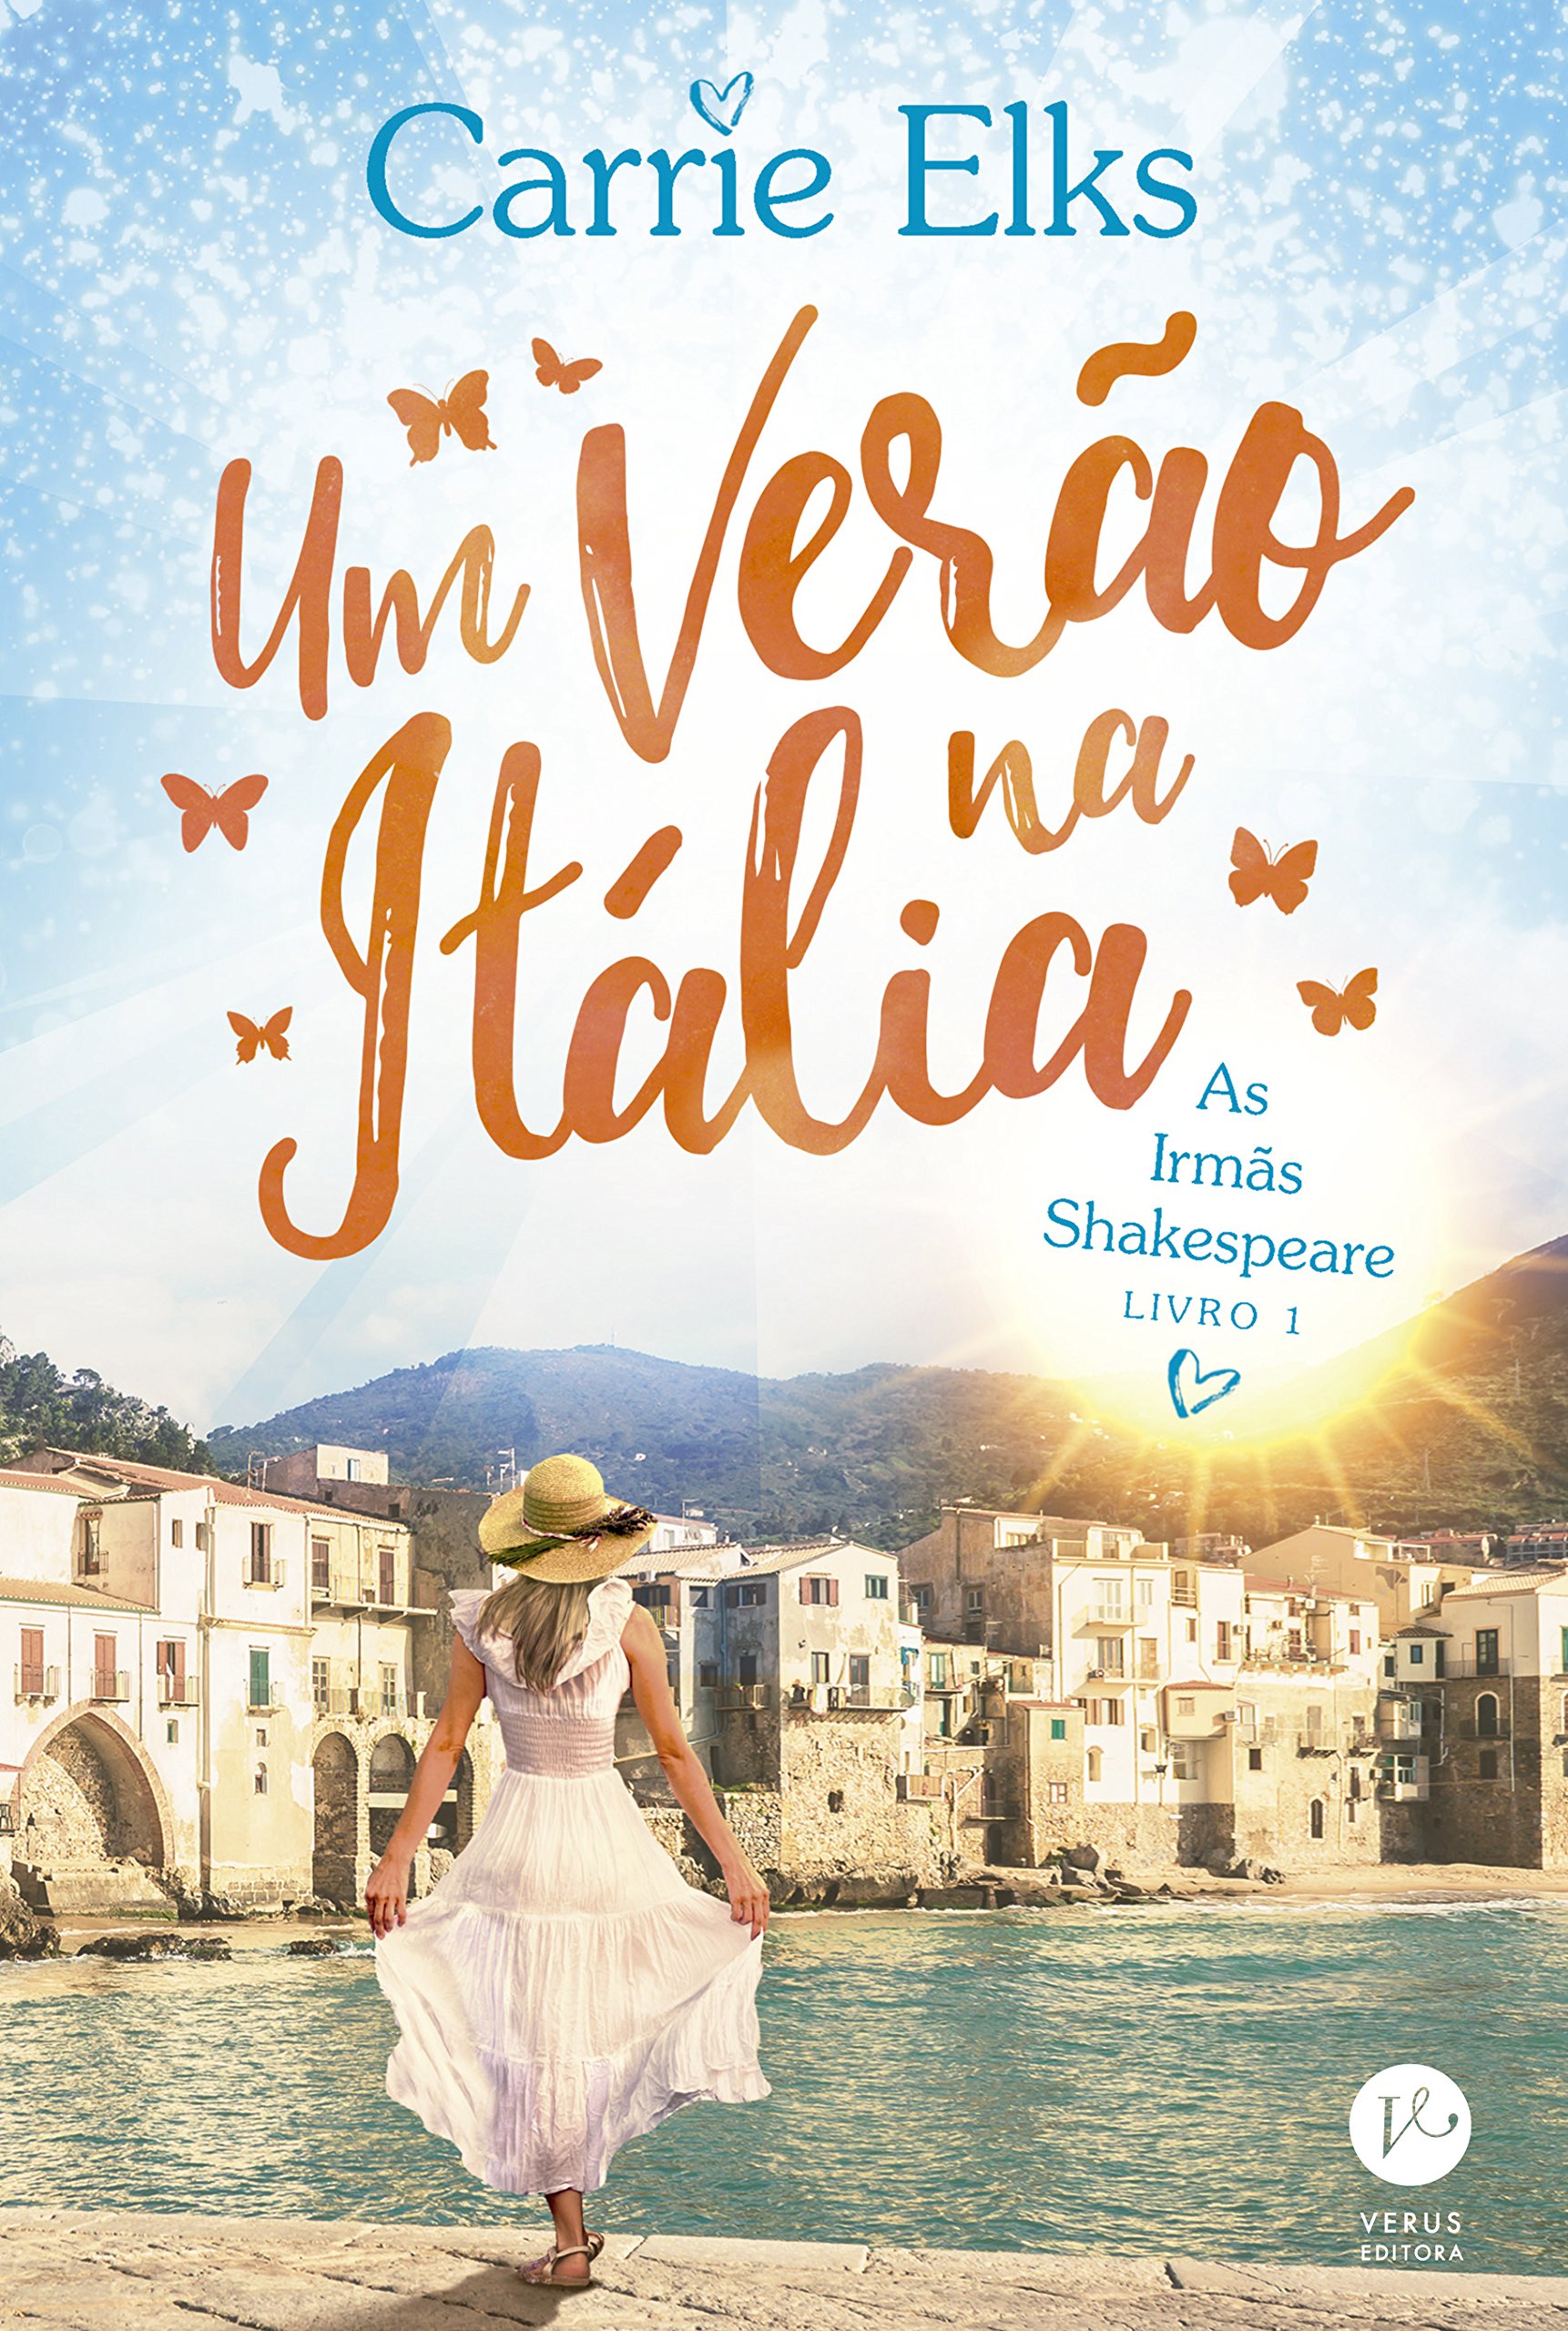 Carrie Elks
Um Verão
na
Itália
As
Irmãs
Shakespeare
LIVRO 1
VERUS
EDITORA